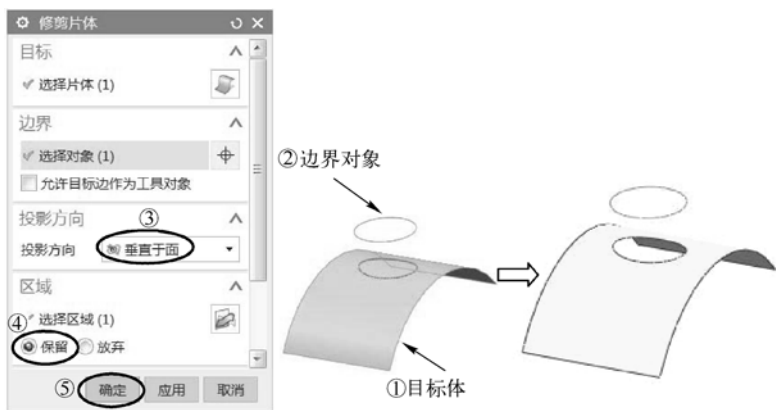 修剪片体
目标
选择片体 (1)
边界
选择对象 (1)
允许目标边作为工具对象
投影方向 ③
投影方向 垂直于面
区域
④ 选择区域 (1)
保留 放弃
⑤ 确定 应用 取消
②边界对象
①目标体